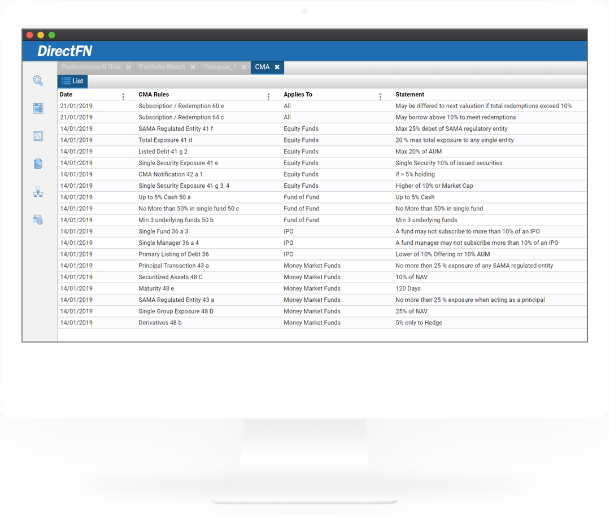 DirectFN
Performance N Risk ✖ Portfolio Watch ✖ Designer_1 ✖ CMA ✖
List
Date CMA Rules Applies To Statement
21/01/2019 Subscription / Redemption 60 e All May be differed to next valuation if total redemptions exceed 10%
21/01/2019 Subscription / Redemption 64 c All May borrow above 10% to meet redemptions
14/01/2019 SAMA Regulated Entity 41 f Equity Funds Max 25% debet of SAMA regulatory entity
14/01/2019 Total Exposure 41 d Equity Funds 20 % max total exposure to any single entity
14/01/2019 Listed Debt 41 g 2 Equity Funds Max 20% of AUM
14/01/2019 Single Security Exposure 41 e Equity Funds Single Security 10% of issued securities
14/01/2019 CMA Notification 42 a 1 Equity Funds if > 5% holding
14/01/2019 Single Security Exposure 41 g 3, 4 Equity Funds Higher of 10% or Market Cap
14/01/2019 Up to 5% Cash 50 a Fund of Fund Up to 5% Cash
14/01/2019 No More than 50% in single fund 50 c Fund of Fund No More than 50% in single fund
14/01/2019 Min 3 underlying funds 50 b Fund of Fund Min 3 underlying funds
14/01/2019 Single Fund 36 a 3 IPO A fund may not subscribe to more than 10% of an IPO
14/01/2019 Single Manager 36 a 4 IPO A fund manager may not subscribe more than 10% of an IPO
14/01/2019 Primary Listing of Debt 36 IPO Lower of 10% Offering or 10% AUM
14/01/2019 Principal Transaction 43 a Money Market Funds No more then 25 % exposure of any SAMA regulated entity
14/01/2019 Securitized Assets 48 C Money Market Funds 10% of NAV
14/01/2019 Maturity 48 e Money Market Funds 120 Days
14/01/2019 SAMA Regulated Entity 43 a Money Market Funds No more then 25 % exposure when acting as a principal
14/01/2019 Single Group Exposure 48 D Money Market Funds 25% of NAV
14/01/2019 Derivatives 48 b Money Market Funds 5% only to Hedge